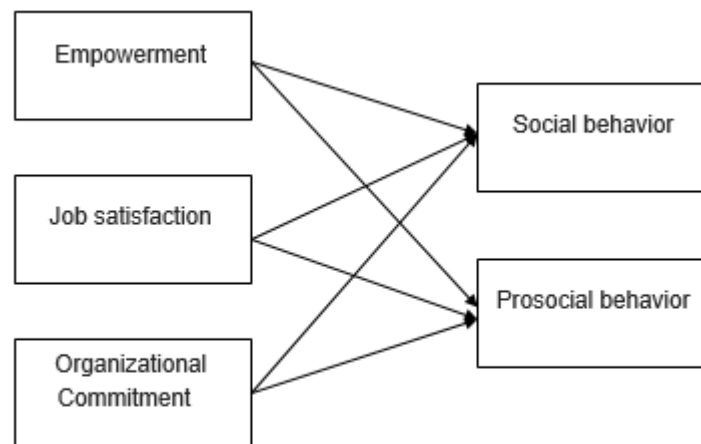 Empowerment
Social behavior
Job satisfaction
Prosocial behavior
Organizational
Commitment